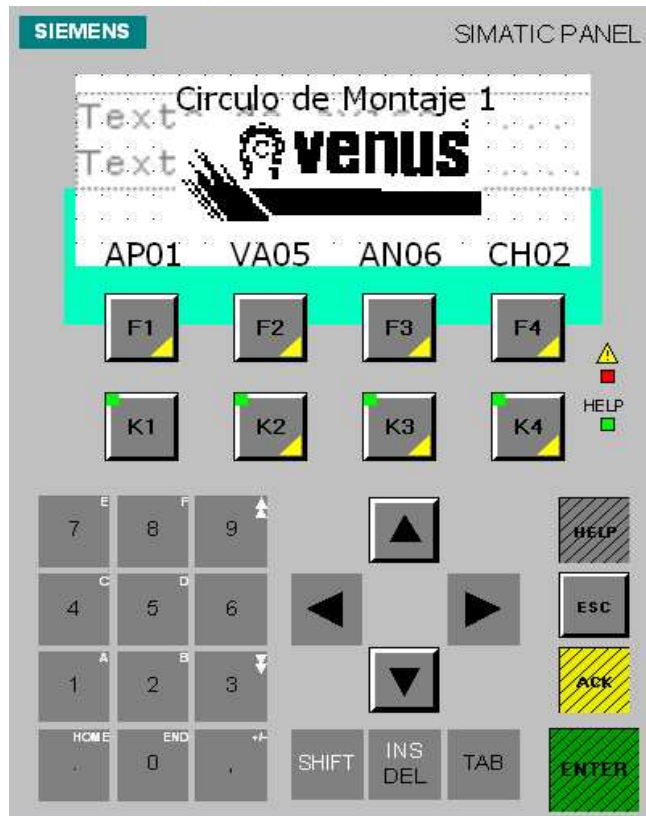 SIEMENS SIMATIC PANEL
Circulo de Montaje 1
Text
venus
Text
AP01 VA05 AN06 CH02
F1 F2 F3 F4
K1 K2 K3 K4 HELP
E F
7 8 9 HELP
C D
4 5 6 ESC
A B
1 2 3 ACK
HOME END +/-
. 0 , SHIFT INS DEL TAB ENTER